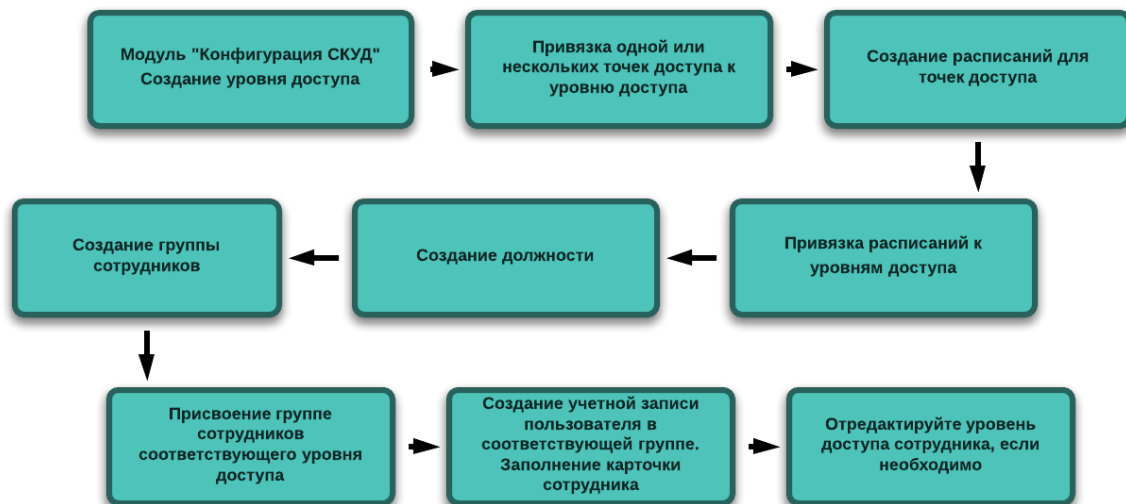 Модуль "Конфигурация СКУД"
Создание уровня доступа
Привязка одной или
нескольких точек доступа к
уровню доступа
Создание расписаний для
точек доступа
Привязка расписаний к
уровням доступа
Создание должности
Создание группы
сотрудников
Присвоение группе
сотрудников
соответствующего уровня
доступа
Создание учетной записи
пользователя в
соответствующей группе.
Заполнение карточки
сотрудника
Отредактируйте уровень
доступа сотрудника, если
необходимо